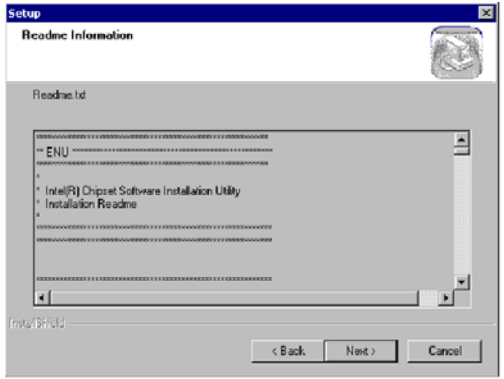 Setup
Readme Information
Readme.txt
** ENU **
*
* Intel(R) Chipset Software Installation Utility
* Installation Readme
*
InstallShield
< Back
Next >
Cancel